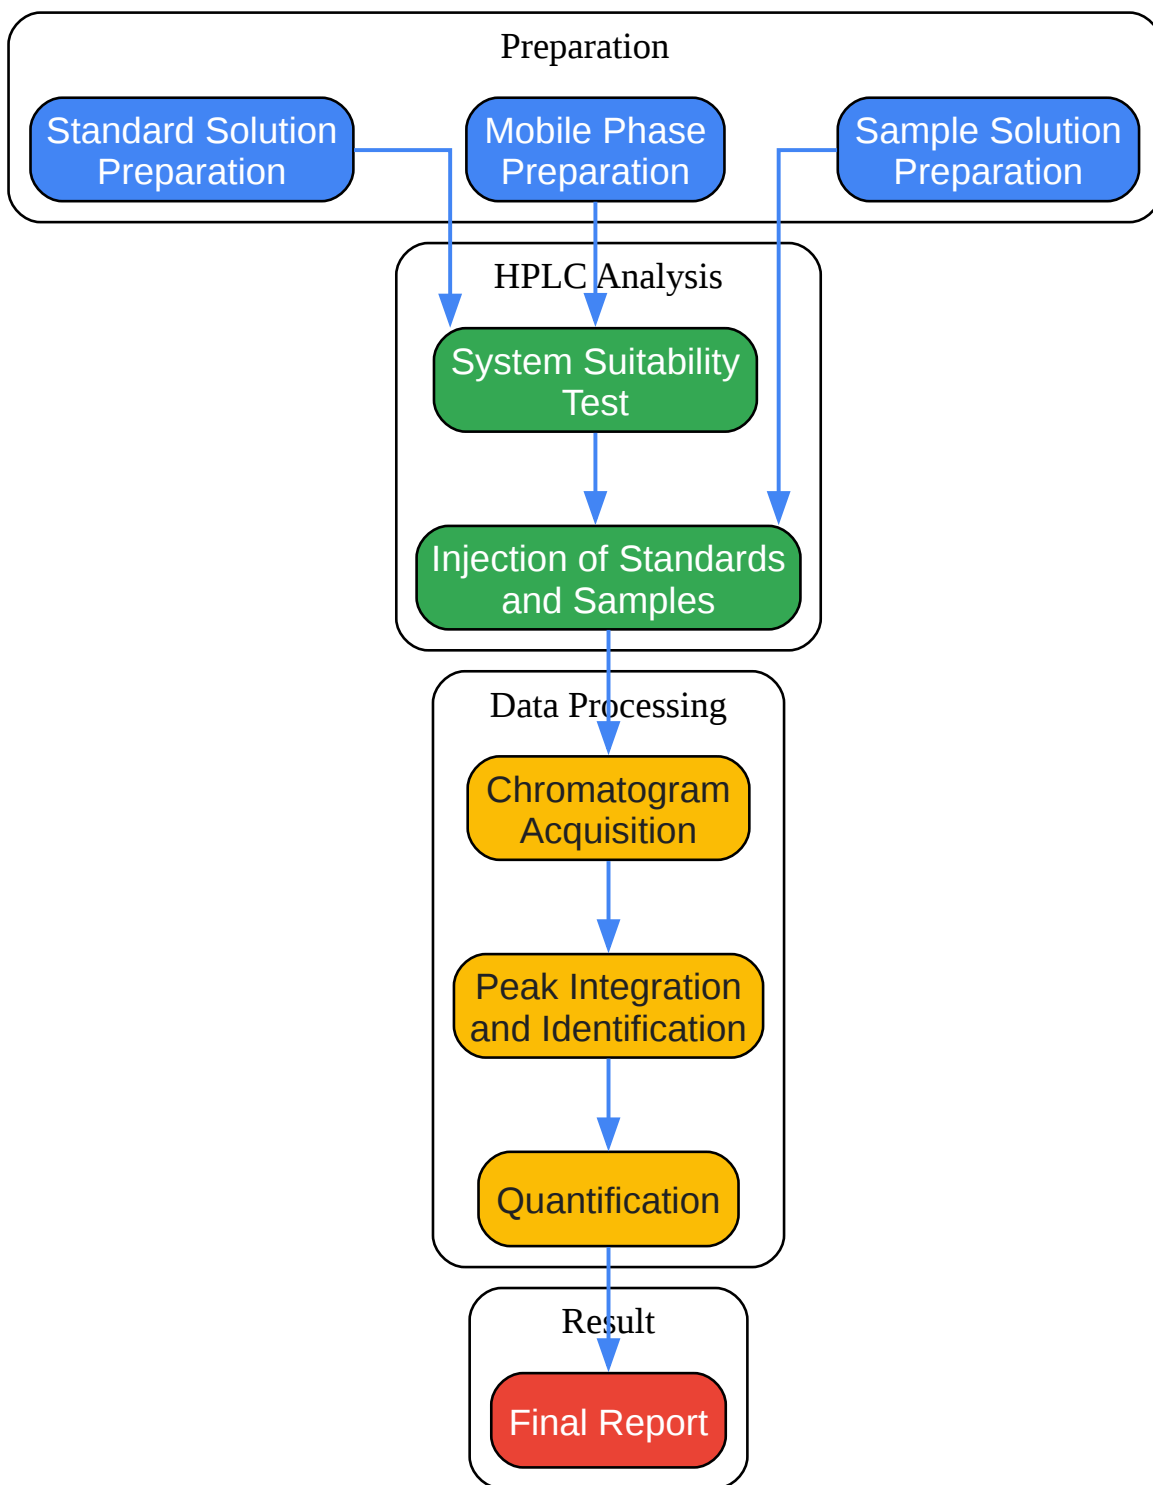 Preparation
Standard Solution
Preparation
Mobile Phase
Preparation
Sample Solution
Preparation
HPLC Analysis
System Suitability
Test
Injection of Standards
and Samples
Data Processing
Chromatogram
Acquisition
Peak Integration
and Identification
Quantification
Result
Final Report